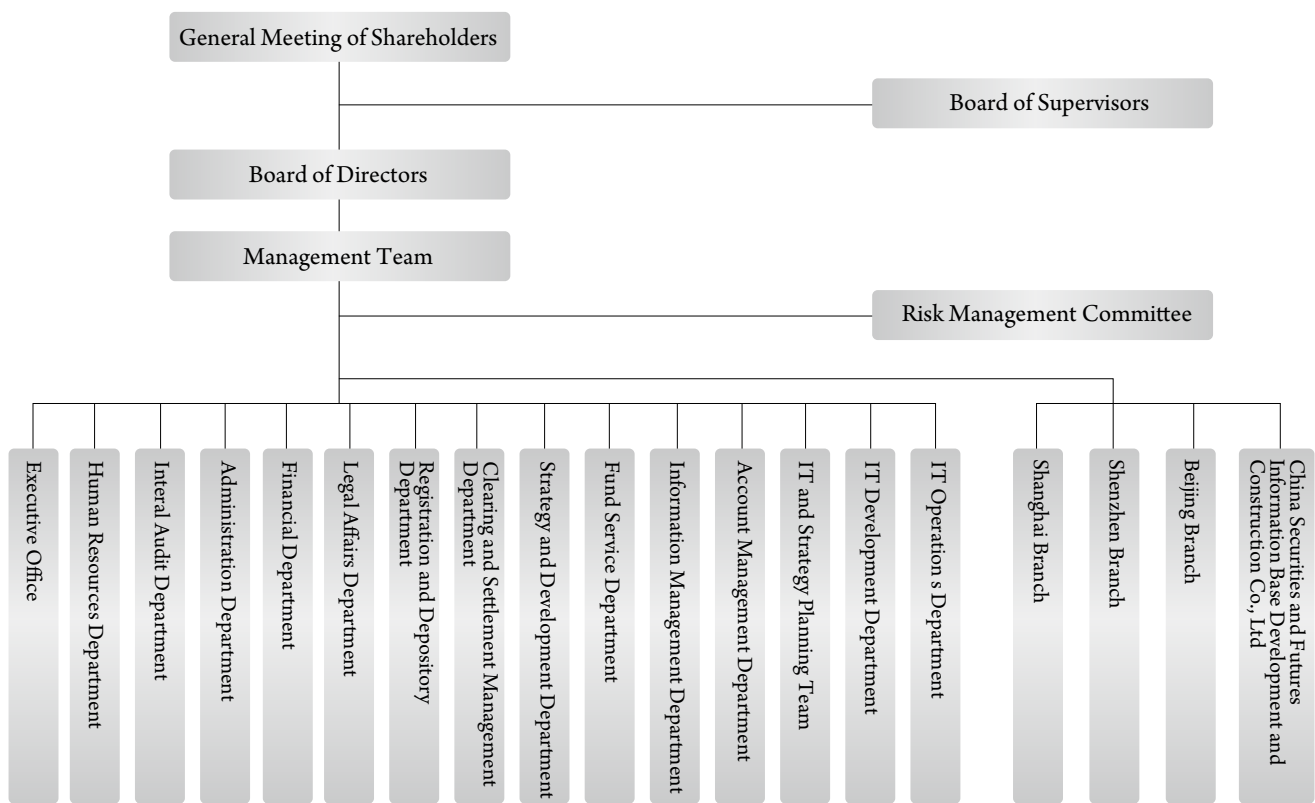 General Meeting of Shareholders
Board of Supervisors
Board of Directors
Management Team
Risk Management Committee
Executive Office
Human Resources Department
Interal Audit Department
Administration Department
Financial Department
Legal Affairs Department
Registration and Depository
Department
Clearing and Settlement Management
Department
Strategy and Development Department
Fund Service Department
Information Management Department
Account Management Department
IT and Strategy Planning Team
IT Development Department
IT Operation s Department
Shanghai Branch
Shenzhen Branch
Beijing Branch
China Securities and Futures
Information Base Development and
Construction Co., Ltd